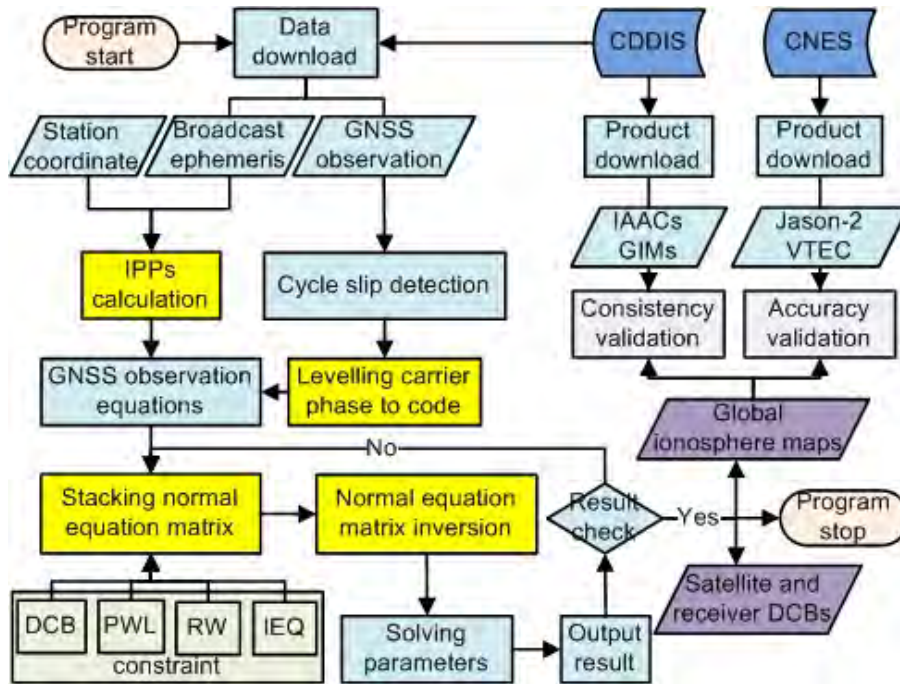 Program
start
Data
download
CDDIS
CNES
Station
coordinate
Broadcast
ephemeris
GNSS
observation
Product
download
Product
download
IAACs
GIMs
Jason-2
VTEC
IPPs
calculation
Cycle slip detection
Consistency
validation
Accuracy
validation
GNSS observation
equations
Levelling carrier
phase to code
Global
ionosphere maps
No
Stacking normal
equation matrix
Normal equation
matrix inversion
Result
check
Yes
Program
stop
DCB
PWL
RW
IEQ
constraint
Solving
parameters
Output
result
Satellite and
receiver DCBs